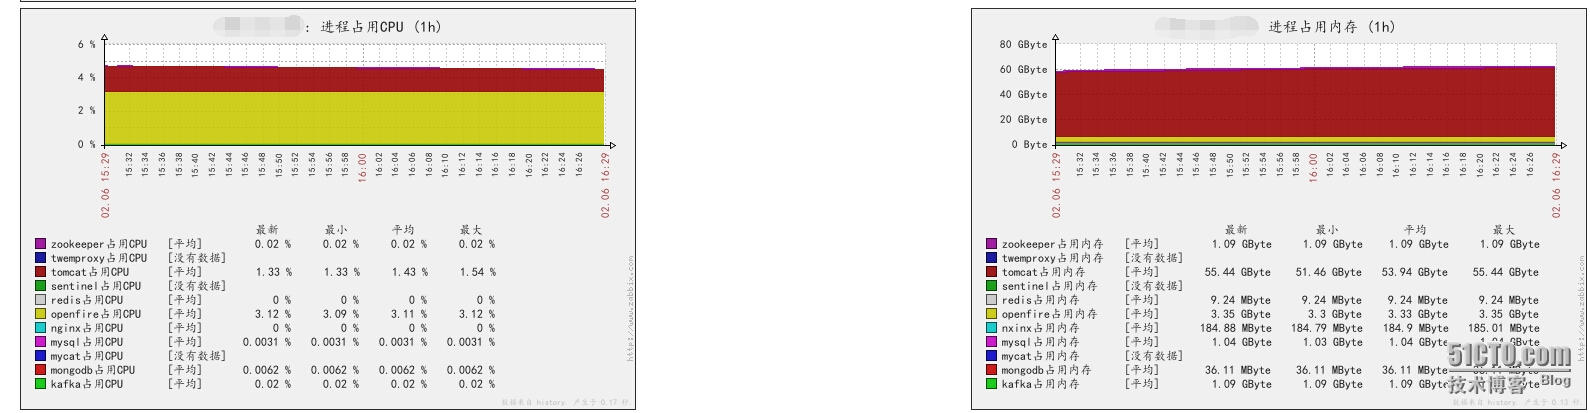 : 进程占用CPU (1h)
6 %
4 %
2 %
0 %
02.06 15:29
15:32
15:34
15:36
15:38
15:40
15:42
15:44
15:46
15:48
15:50
15:52
15:54
15:56
15:58
16:00
16:02
16:04
16:06
16:08
16:10
16:12
16:14
16:16
16:18
16:20
16:22
16:24
16:26
02.06 16:29
最新 最小 平均 最大
zookeeper占用CPU [平均] 0.02 % 0.02 % 0.02 % 0.02 %
twemproxy占用CPU [没有数据]
tomcat占用CPU [平均] 1.33 % 1.33 % 1.43 % 1.54 %
sentinel占用CPU [没有数据]
redis占用CPU [平均] 0 % 0 % 0 % 0 %
openfire占用CPU [平均] 3.12 % 3.09 % 3.11 % 3.12 %
nginx占用CPU [平均] 0 % 0 % 0 % 0 %
mysql占用CPU [平均] 0.0031 % 0.0031 % 0.0031 % 0.0031 %
mycat占用CPU [没有数据]
mongodb占用CPU [平均] 0.0062 % 0.0062 % 0.0062 % 0.0062 %
kafka占用CPU [平均] 0.02 % 0.02 % 0.02 % 0.02 %
http://www.zabbix.com
数据来自 history. 产生于 0.17 秒.
进程占用内存 (1h)
80 GByte
60 GByte
40 GByte
20 GByte
0 Byte
02.06 15:29
15:32
15:34
15:36
15:38
15:40
15:42
15:44
15:46
15:48
15:50
15:52
15:54
15:56
15:58
16:00
16:02
16:04
16:06
16:08
16:10
16:12
16:14
16:16
16:18
16:20
16:22
16:24
16:26
02.06 16:29
最新 最小 平均 最大
zookeeper占用内存 [平均] 1.09 GByte 1.09 GByte 1.09 GByte 1.09 GByte
twemproxy占用内存 [没有数据]
tomcat占用内存 [平均] 55.44 GByte 51.46 GByte 53.94 GByte 55.44 GByte
sentinel占用内存 [没有数据]
redis占用内存 [平均] 9.24 MByte 9.24 MByte 9.24 MByte 9.24 MByte
openfire占用内存 [平均] 3.35 GByte 3.3 GByte 3.33 GByte 3.35 GByte
nxinx占用内存 [平均] 184.88 MByte 184.79 MByte 184.9 MByte 185.01 MByte
mysql占用内存 [平均] 1.04 GByte 1.03 GByte 1.04 GByte
mycat占用内存 [没有数据]
mongodb占用内存 [平均] 36.11 MByte 36.11 MByte 36.11 MByte
kafka占用内存 [平均] 1.09 GByte 1.09 GByte 1.09
http://www.zabbix.com
数据来自 history. 产生于 0.13 秒.
51CTO.com
技术博客 Blog